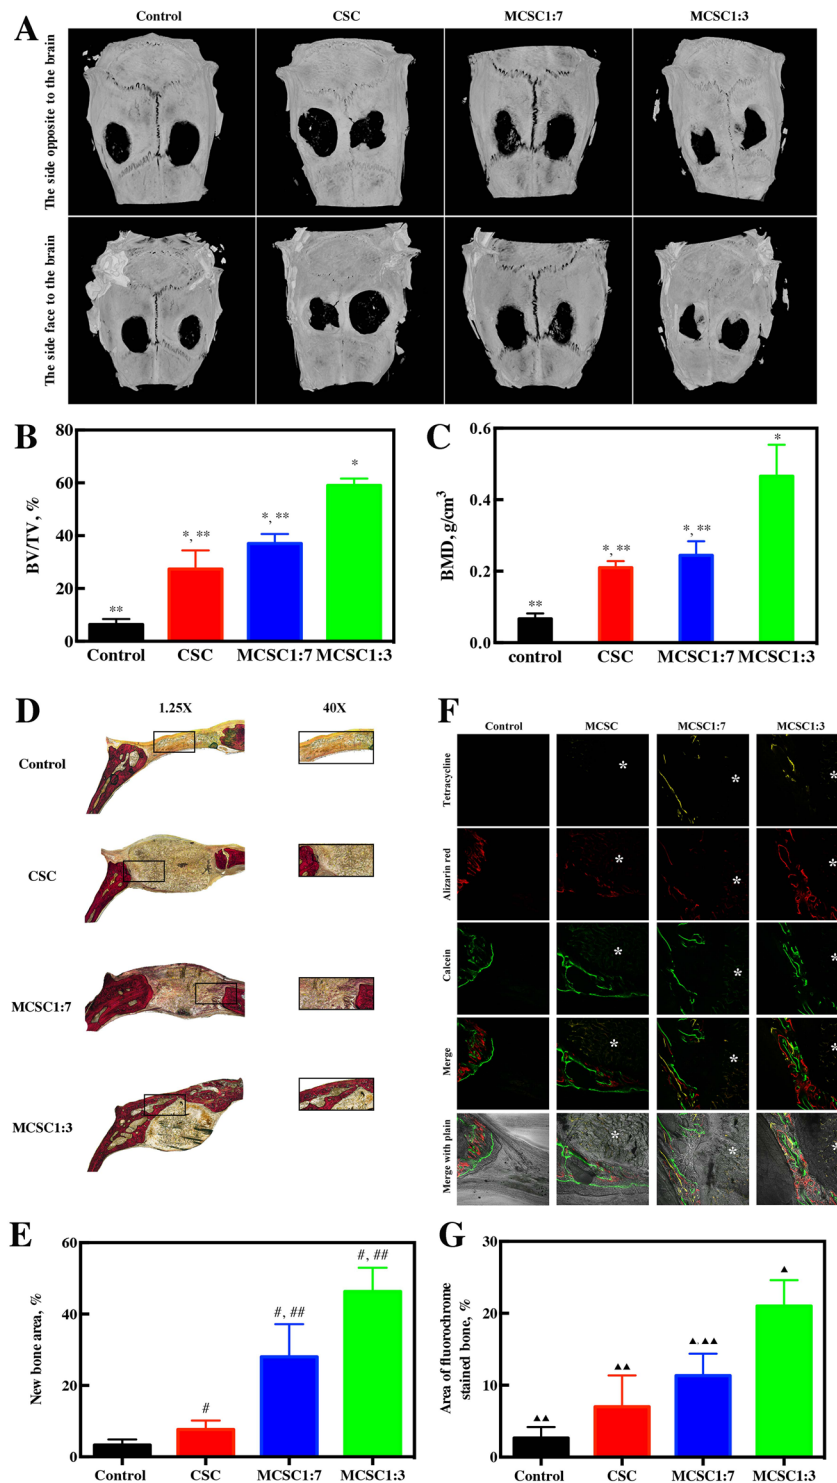 A
Control
CSC
MCSC1:7
MCSC1:3
The side opposite to the brain
The side face to the brain
B
BV/TV, %
80
60
40
20
0
**
*, **
*, **
*
Control
CSC
MCSC1:7
MCSC1:3
C
BMD, g/cm³
0.6
0.4
0.2
0.0
**
*, **
*, **
*
control
CSC
MCSC1:7
MCSC1:3
D
1.25X
40X
Control
CSC
MCSC1:7
MCSC1:3
F
Control
MCSC
MCSC1:7
MCSC1:3
Tetracycline
*
*
*
Alizarin red
*
*
*
Calcein
*
*
*
Merge
*
*
*
Merge with plain
*
*
*
E
New bone area, %
60
40
20
0
#
#, ##
#, ##
Control
CSC
MCSC1:7
MCSC1:3
G
Area of fluorochrome
stained bone, %
30
20
10
0
▲▲
▲▲
▲, ▲▲
▲
Control
CSC
MCSC1:7
MCSC1:3